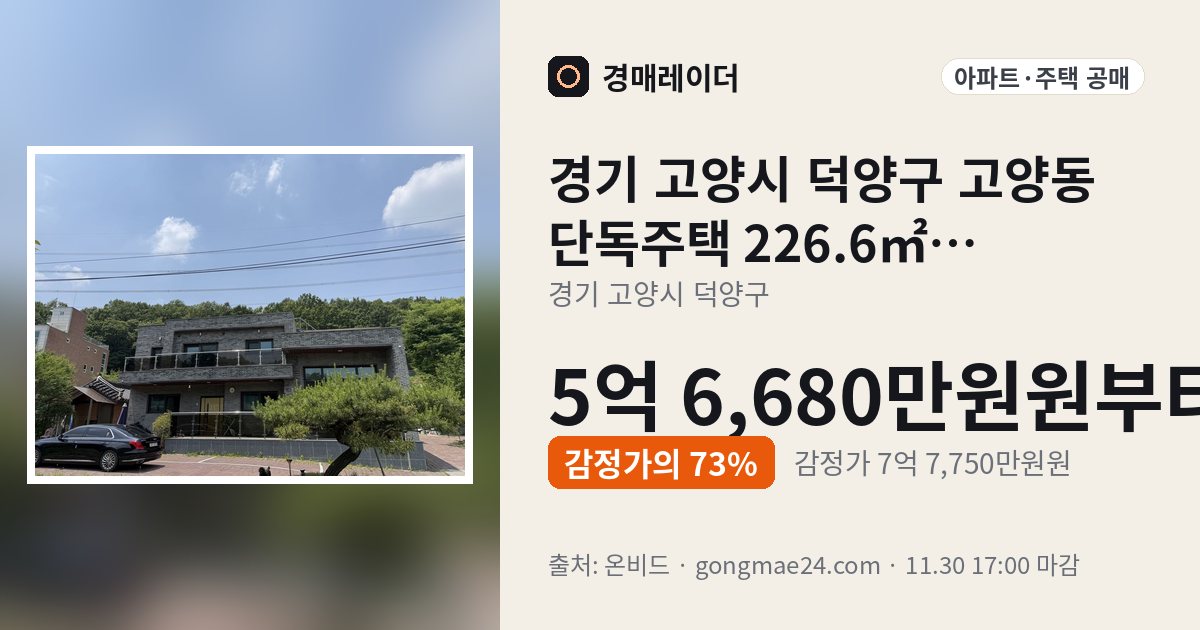 경매레이더
아파트·주택 공매
경기 고양시 덕양구 고양동
단독주택 226.6㎡…
경기 고양시 덕양구
5억 6,680만원원부터
감정가의 73%
감정가 7억 7,750만원원
출처: 온비드 · gongmae24.com · 11.30 17:00 마감